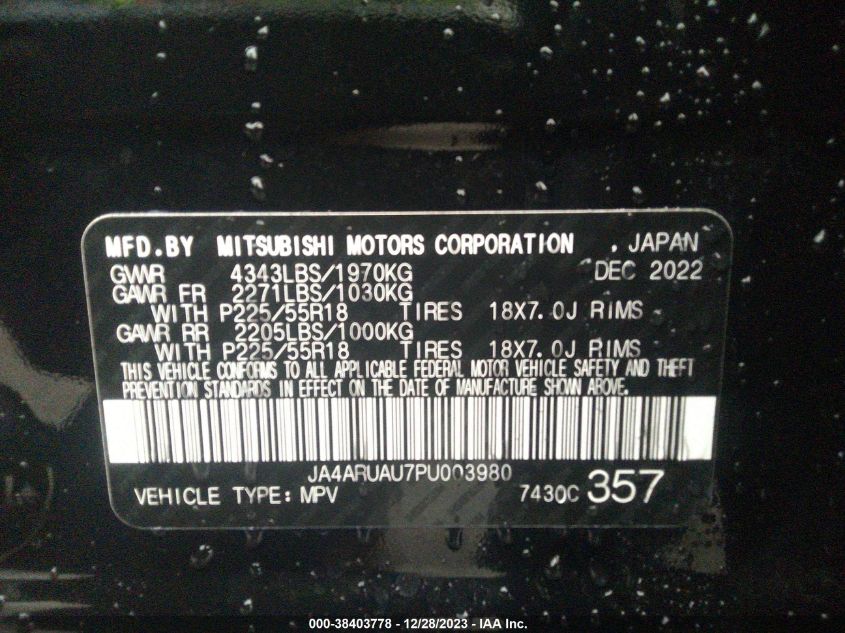 MFD.BY MITSUBISHI MOTORS CORPORATION , JAPAN
GVWR 4343LBS/1970KG DEC 2022
GAWR FR 2271LBS/1030KG
WITH P225/55R18 TIRES 18X7.0J RIMS
GAWR RR 2205LBS/1000KG
WITH P225/55R18 TIRES 18X7.0J RIMS
THIS VEHICLE CONFORMS TO ALL APPLICABLE FEDERAL MOTOR VEHICLE SAFETY AND THEFT
PREVENTION STANDARDS IN EFFECT ON THE DATE OF MANUFACTURE SHOWN ABOVE.
JA4ARUAU7PU003980
VEHICLE TYPE: MPV 7430C 357
000-38403778 - 12/28/2023 - IAA Inc.